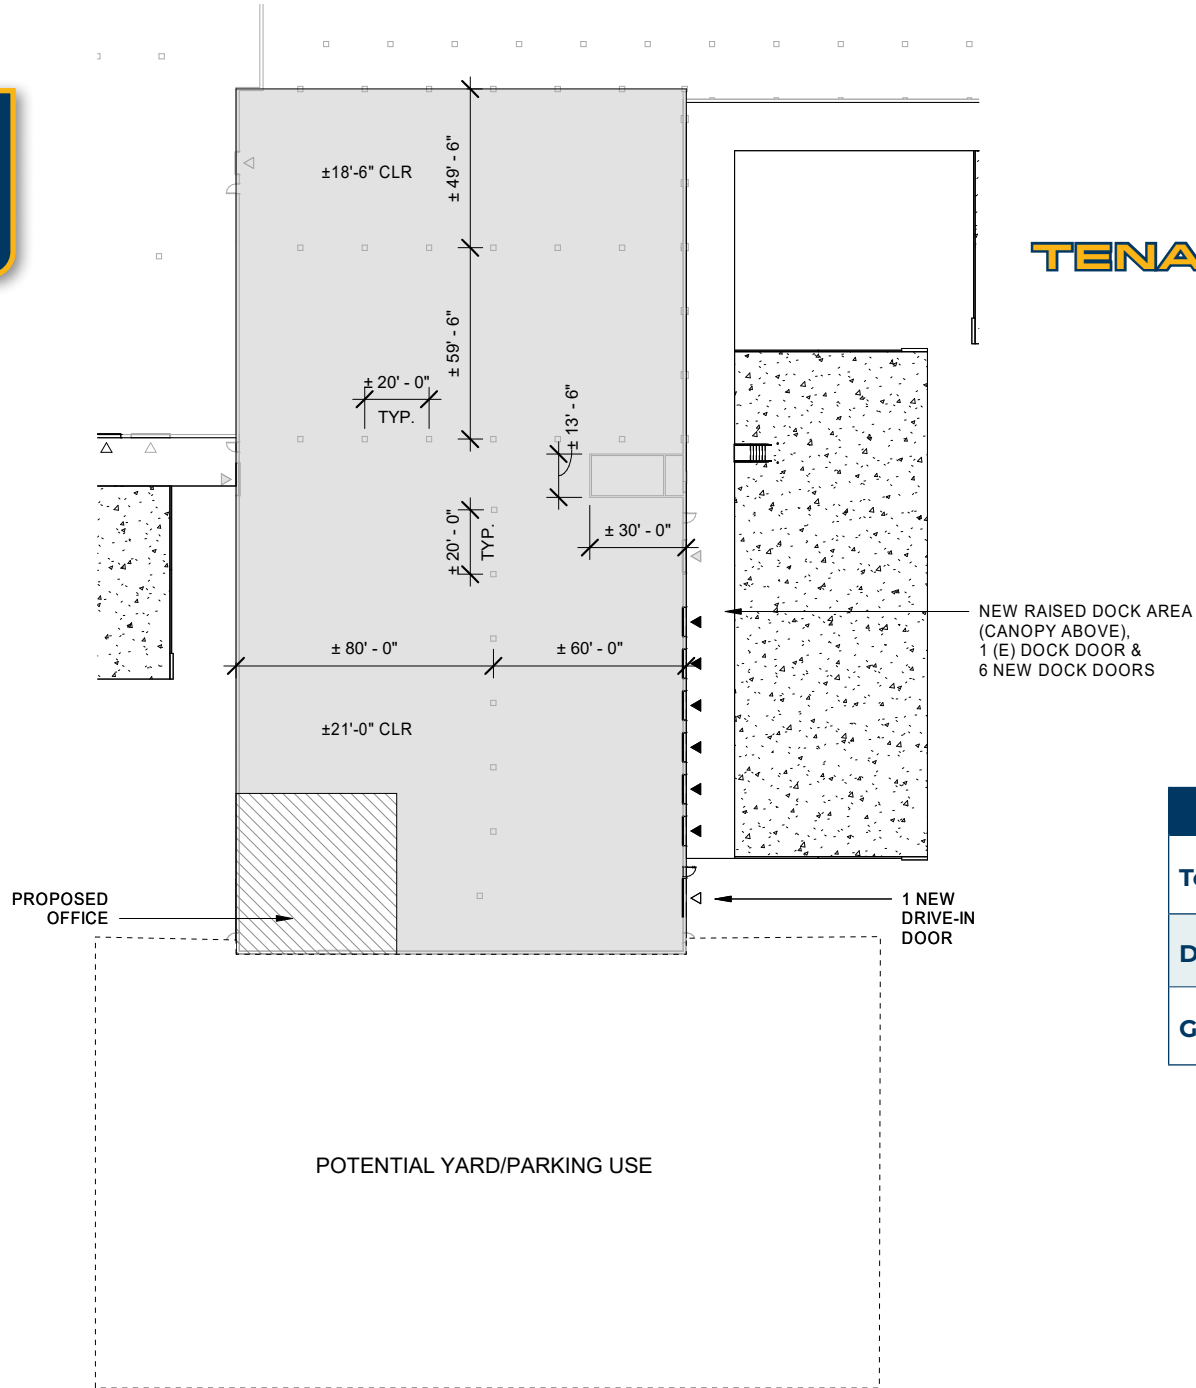 ±18'-6" CLR
± 49' - 6"
TENA
± 59' - 6"
± 20' - 0"
TYP.
± 13' - 6"
± 20' - 0"
TYP.
± 30' - 0"
NEW RAISED DOCK AREA
(CANOPY ABOVE),
1 (E) DOCK DOOR &
6 NEW DOCK DOORS
± 80' - 0"
± 60' - 0"
±21'-0" CLR
PROPOSED
OFFICE
1 NEW
DRIVE-IN
DOOR
D
G
POTENTIAL YARD/PARKING USE